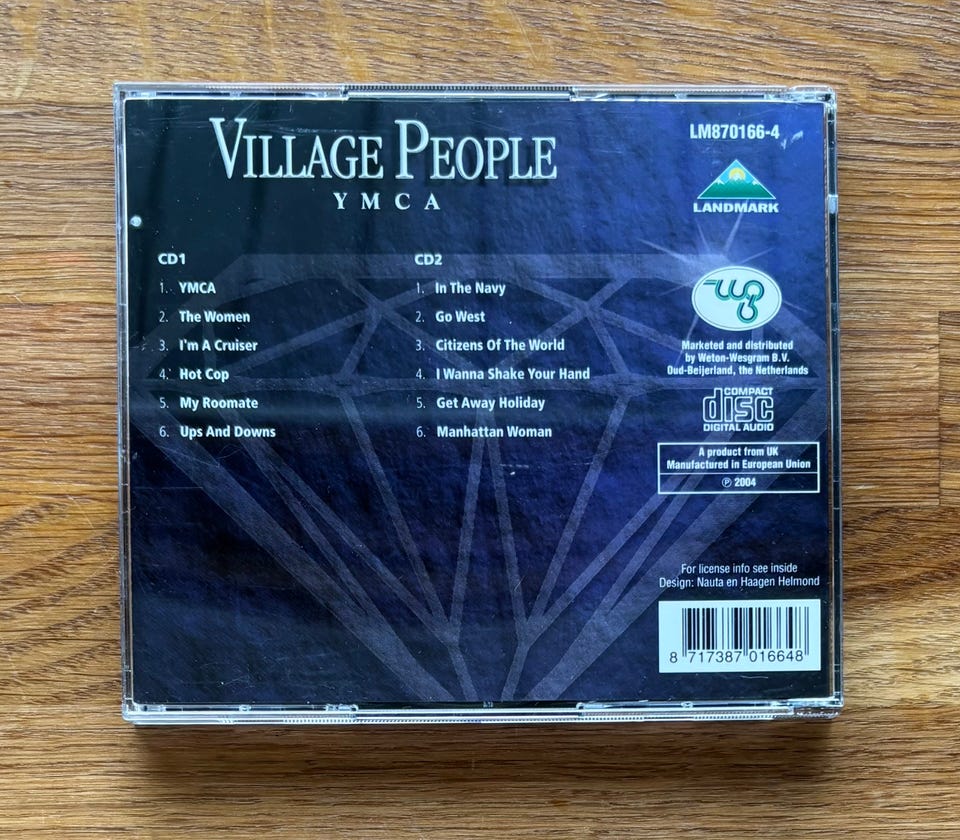 VILLAGE PEOPLE
YMCA
LM870166-4
LANDMARK
CD1
1. YMCA
2. The Women
3. I'm A Cruiser
4. Hot Cop
5. My Roomate
6. Ups And Downs
CD2
1. In The Navy
2. Go West
3. Citizens Of The World
4. I Wanna Shake Your Hand
5. Get Away Holiday
6. Manhattan Woman
Marketed and distributed
by Weton-Wesgram B.V.
Oud-Beijerland, the Netherlands
COMPACT
disc
DIGITAL AUDIO
A product from UK
Manufactured in European Union
℗ 2004
For license info see inside
Design: Nauta en Haagen Helmond
8 717387 016648